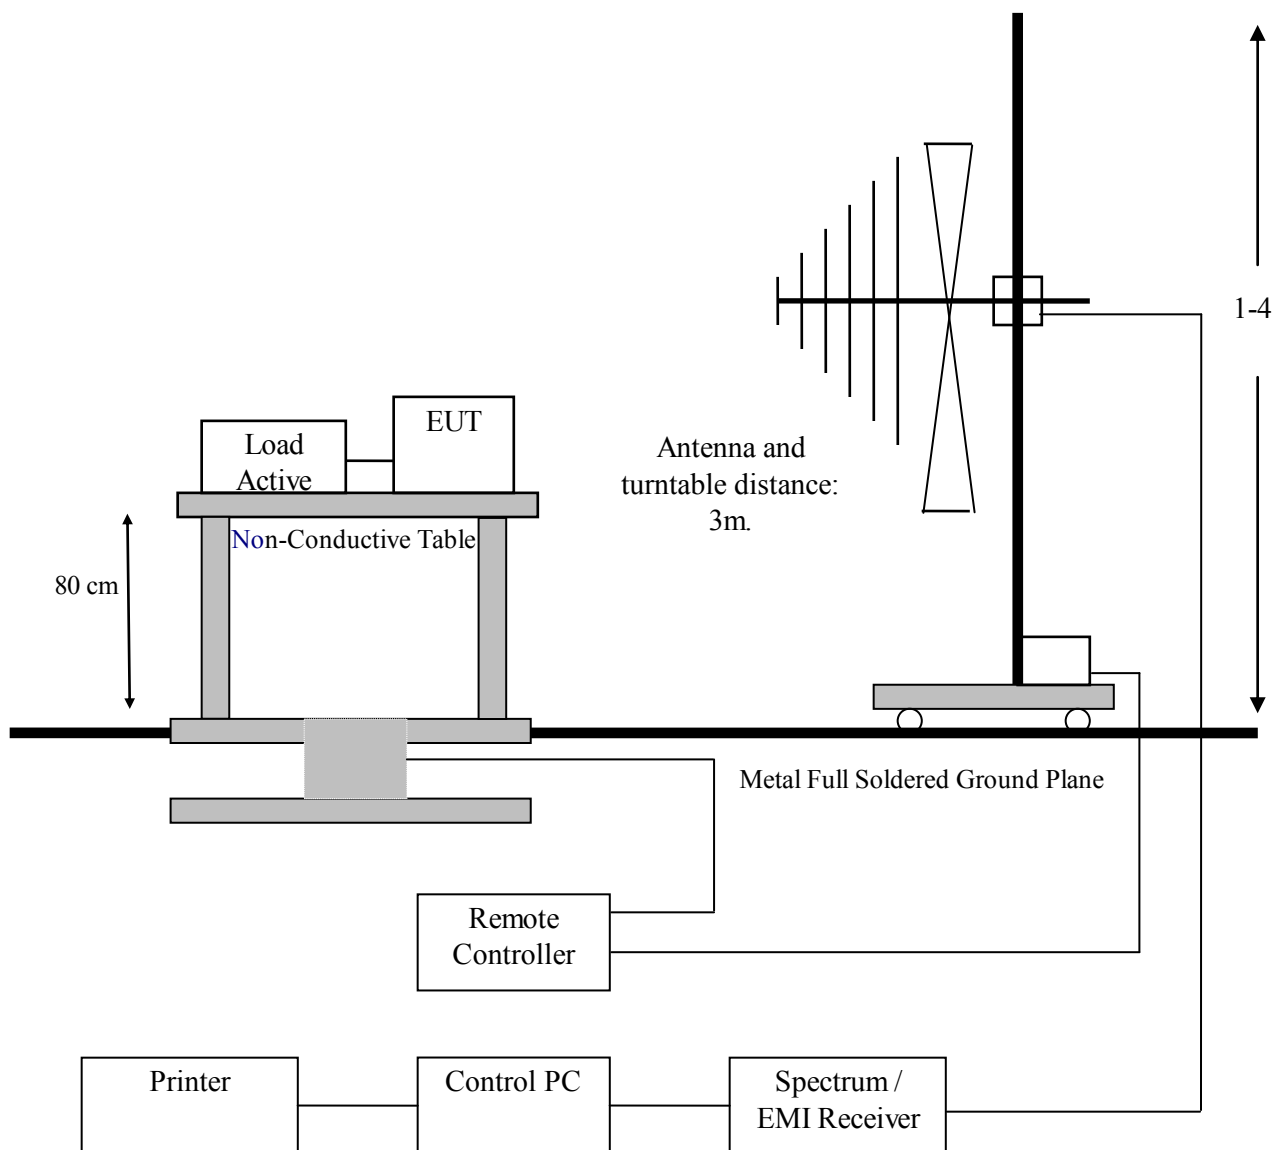 1-4
EUT
Load
Active
Antenna and
turntable distance:
3m.
Non-Conductive Table
80 cm
Metal Full Soldered Ground Plane
Remote
Controller
Printer
Control PC
Spectrum /
EMI Receiver